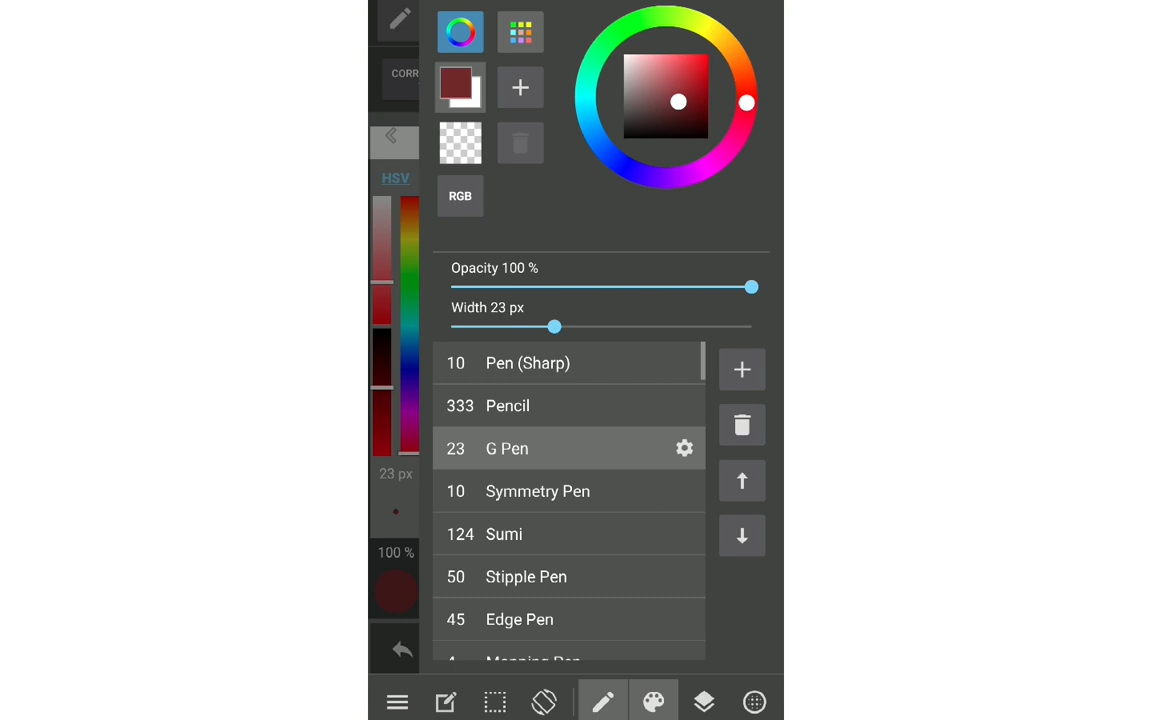 CORR
HSV
RGB
Opacity 100 %
Width 23 px
10 Pen (Sharp)
333 Pencil
23 G Pen
10 Symmetry Pen
124 Sumi
50 Stipple Pen
45 Edge Pen
23 px
100 %